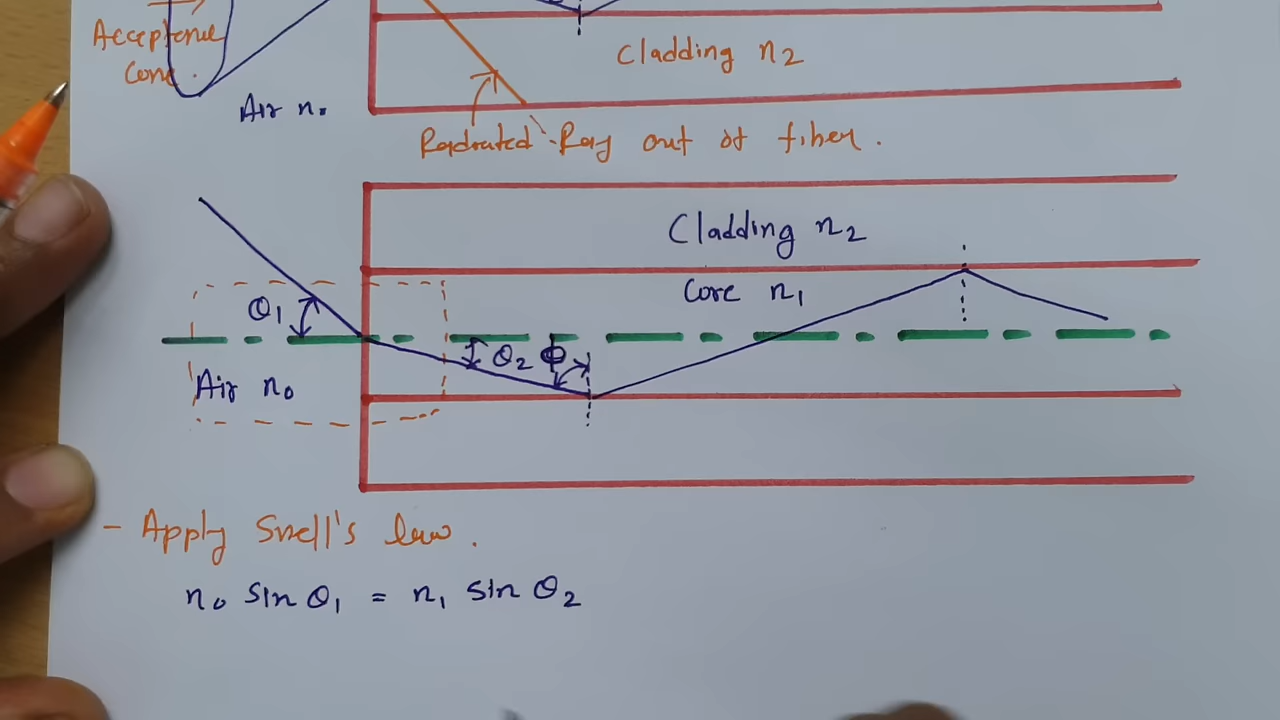 Acceptance
Cone.
Air n₀
Cladding n₂
Radiated Ray out of fiber.
Cladding n₂
Core n₁
θ₁
θ₂ ϕ
Air n₀
- Apply Snell's law.
n₀ sin θ₁ = n₁ sin θ₂